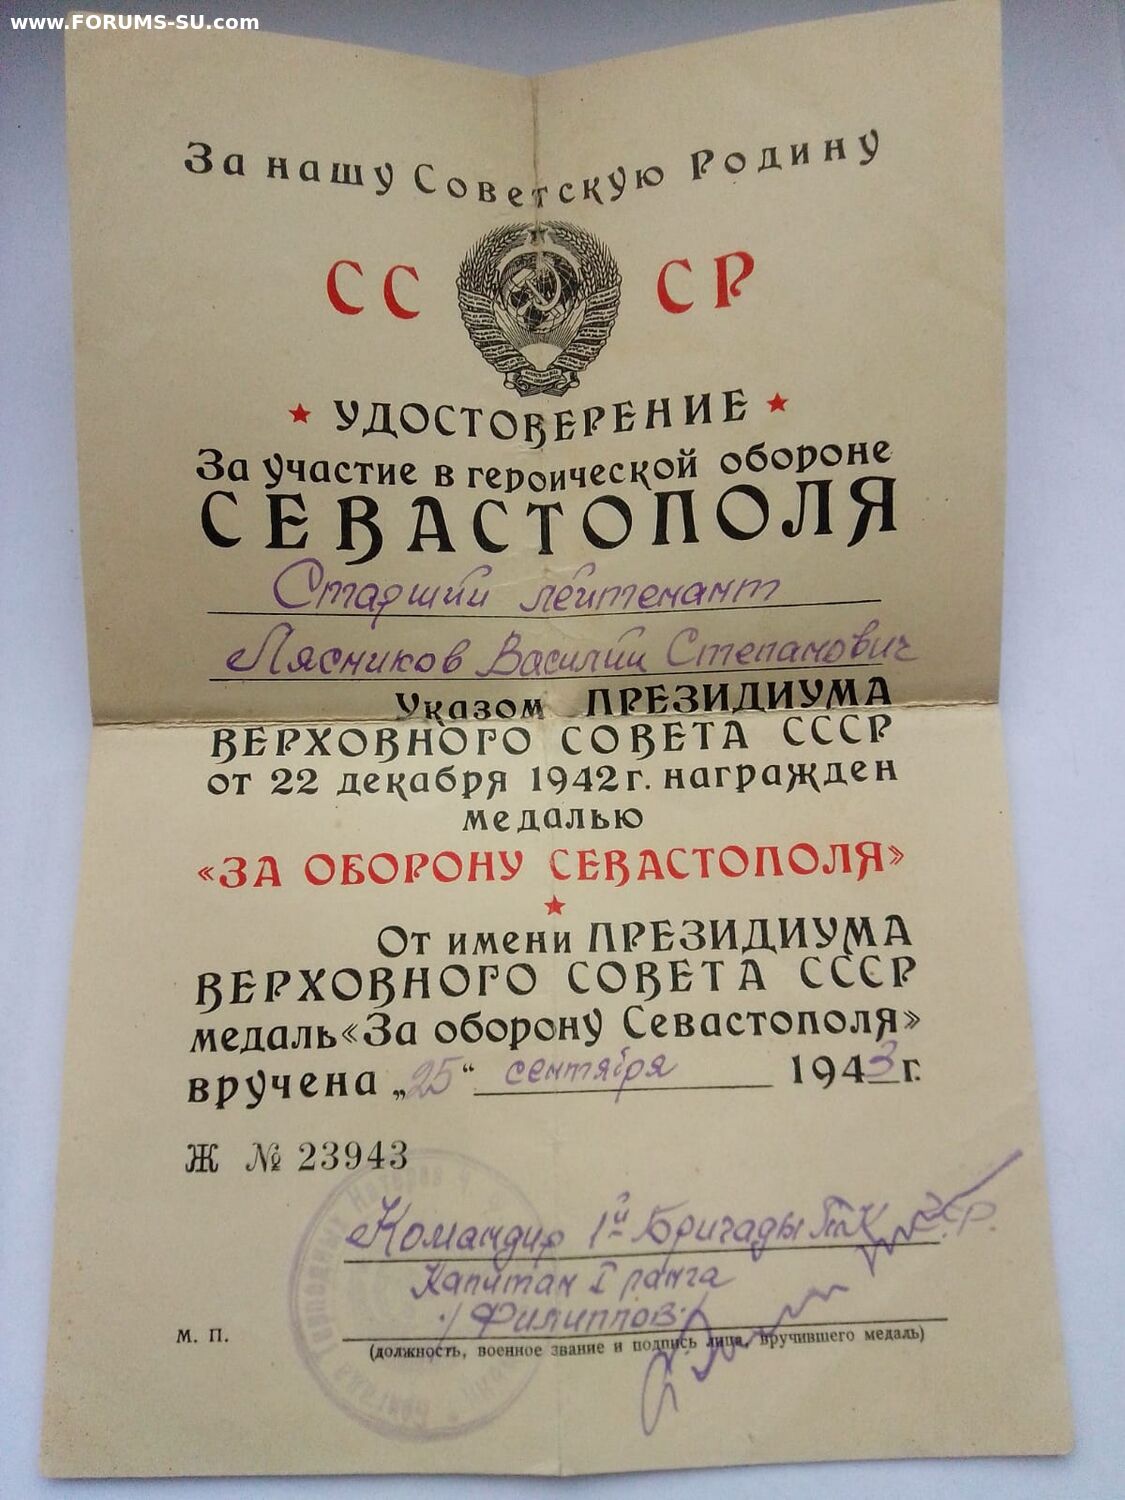 www.FORUMS-SU.com
За нашу Советскую Родину
СС СР
УДОСТОВЕРЕНИЕ
За участие в героической обороне
СЕВАСТОПОЛЯ
Старший лейтенант
Лясников Василий Степанович
Указом ПРЕЗИДИУМА
ВЕРХОВНОГО СОВЕТА СССР
от 22 декабря 1942 г. награжден
медалью
«ЗА ОБОРОНУ СЕВАСТОПОЛЯ»
От имени ПРЕЗИДИУМА
ВЕРХОВНОГО СОВЕТА СССР
медаль «За оборону Севастополя»
вручена „25“ сентября 1943 г.
Ж № 23943
Командир 1й Бригады
Капитан I ранга
/Филиппов/
М. П.
(должность, военное звание и подпись лица, вручившего медаль)